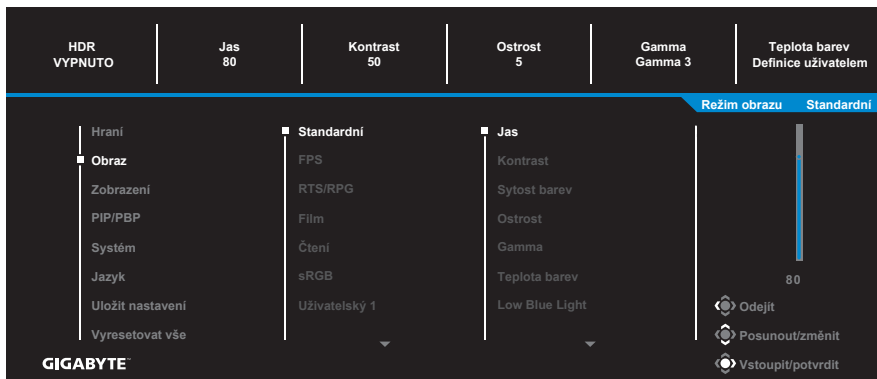 HDR
VYPNUTO
Jas
80
Kontrast
50
Ostrost
5
Gamma
Gamma 3
Teplota barev
Definice uživatelem
Režim obrazu Standardní
Hraní
Obraz
Zobrazení
PIP/PBP
Systém
Jazyk
Uložit nastavení
Vyresetovat vše
Standardní
FPS
RTS/RPG
Film
Čtení
sRGB
Uživatelský 1
Jas
Kontrast
Sytost barev
Ostrost
Gamma
Teplota barev
Low Blue Light
80
Odejít
Posunout/změnit
Vstoupit/potvrdit
GIGABYTE™